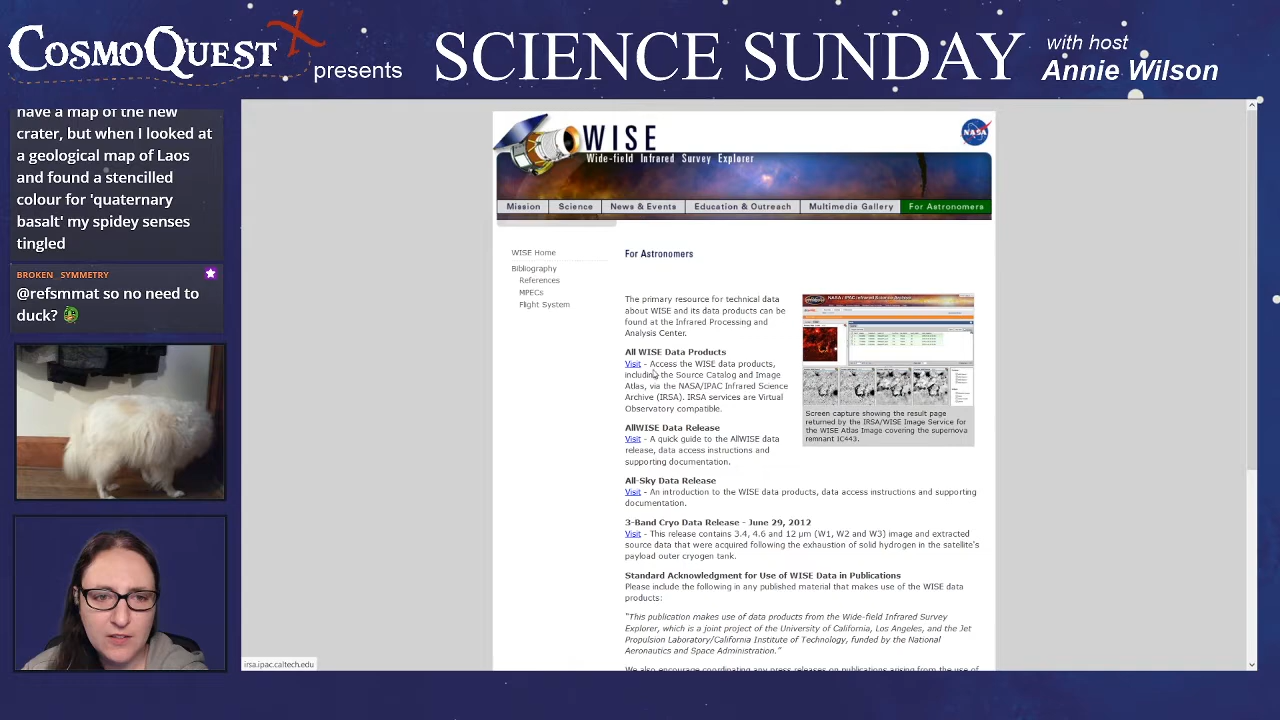 CosmoQuest X
presents
SCIENCE SUNDAY
with host
Annie Wilson
have a map of the new
crater, but when I looked at
a geological map of Laos
and found a stencilled
colour for 'quaternary
basalt' my spidey senses
tingled
BROKEN_SYMMETRY
@refsmmat so no need to
duck?
WISE
Wide-field Infrared Survey Explorer
NASA
Mission
Science
News & Events
Education & Outreach
Multimedia Gallery
For Astronomers
WISE Home
Bibliography
References
MPECs
Flight System
For Astronomers
The primary resource for technical data
about WISE and its data products can be
found at the Infrared Processing and
Analysis Center.
All WISE Data Products
Visit - Access the WISE data products,
including the Source Catalog and Image
Atlas, via the NASA/IPAC Infrared Science
Archive (IRSA). IRSA services are Virtual
Observatory compatible.
Screen capture showing the result page
returned by the IRSA/WISE Image Service for
the WISE Atlas Image covering the supernova
remnant IC443.
AllWISE Data Release
Visit - A quick guide to the AllWISE data
release, data access instructions and
supporting documentation.
All-Sky Data Release
Visit - An introduction to the WISE data products, data access instructions and supporting
documentation.
3-Band Cryo Data Release - June 29, 2012
Visit - This release contains 3.4, 4.6 and 12 µm (W1, W2 and W3) image and extracted
source data that were acquired following the exhaustion of solid hydrogen in the satellite's
payload outer cryogen tank.
Standard Acknowledgment for Use of WISE Data in Publications
Please include the following in any published material that makes use of the WISE data
products:
"This publication makes use of data products from the Wide-field Infrared Survey
Explorer, which is a joint project of the University of California, Los Angeles, and the Jet
Propulsion Laboratory/California Institute of Technology, funded by the National
Aeronautics and Space Administration."
We also encourage coordinating any press releases on publications arising from the use of
irsa.ipac.caltech.edu